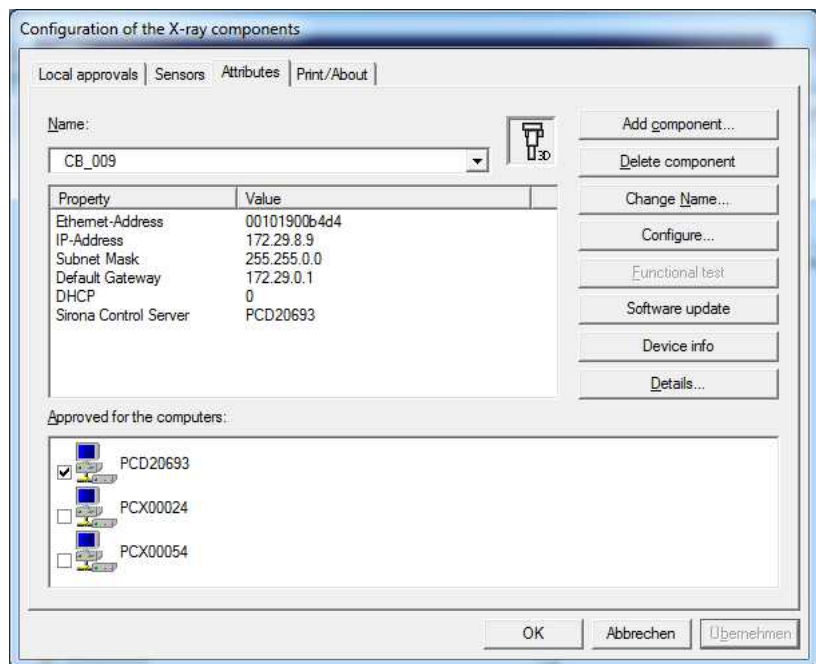 Configuration of the X-ray components
Local approvals Sensors Attributes Print/About
Name:
CB_009
3D
Property Value
Ethernet-Address 00101900b4d4
IP-Address 172.29.8.9
Subnet Mask 255.255.0.0
Default Gateway 172.29.0.1
DHCP 0
Sirona Control Server PCD20693
Add component...
Delete component
Change Name...
Configure...
Functional test
Software update
Device info
Details...
Approved for the computers:
PCD20693
PCX00024
PCX00054
OK Abbrechen Übernehmen